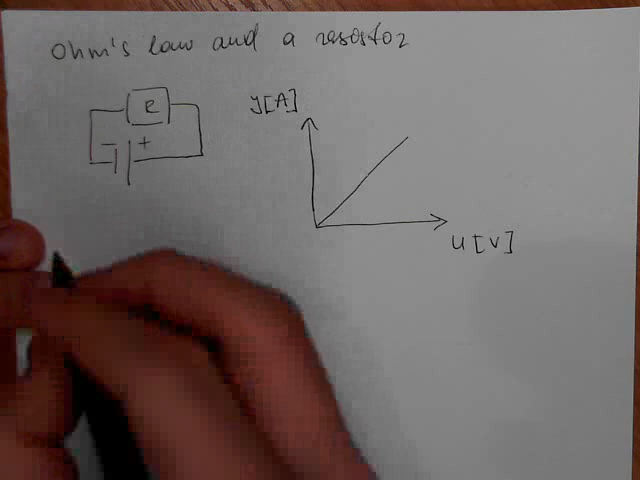 Ohm's law and a resistor
R
+
-
I[A]
U[V]